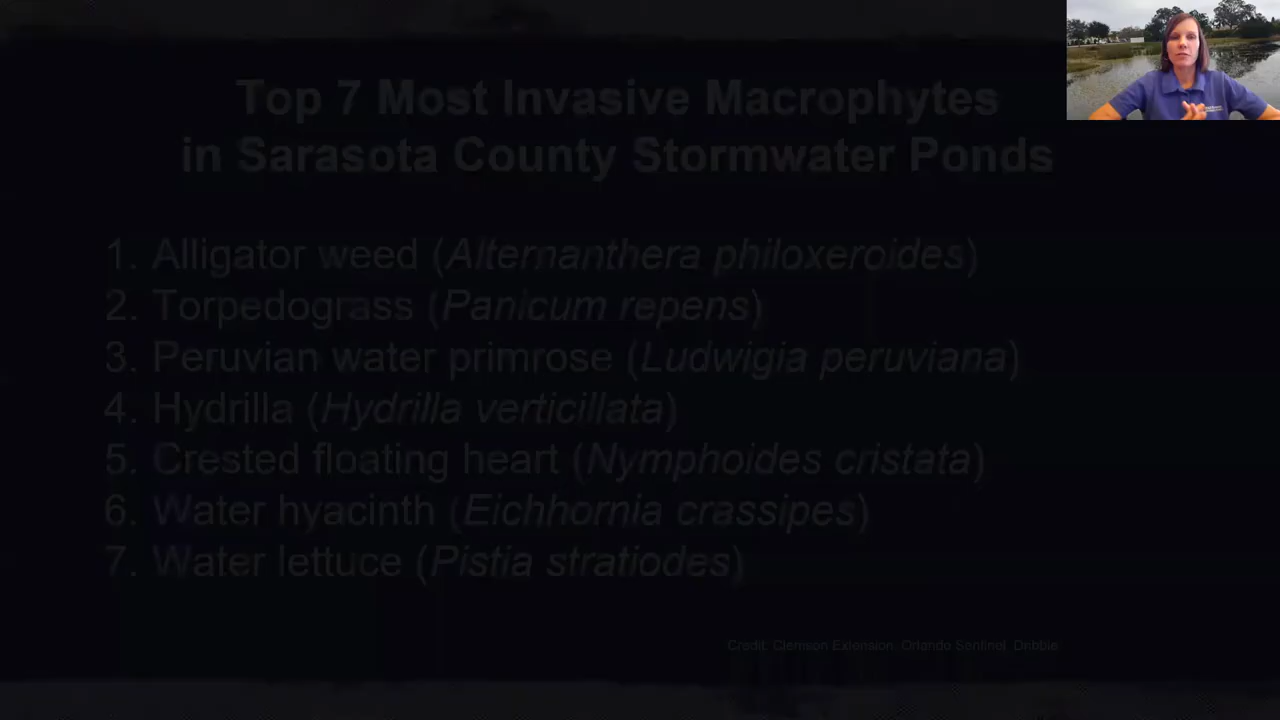 Top 7 Most Invasive Macrophytes
in Sarasota County Stormwater Ponds
1. Alligator weed (Alternanthera philoxeroides)
2. Torpedograss (Panicum repens)
3. Peruvian water primrose (Ludwigia peruviana)
4. Hydrilla (Hydrilla verticillata)
5. Crested floating heart (Nymphoides cristata)
6. Water hyacinth (Eichhornia crassipes)
7. Water lettuce (Pistia stratiodes)
Credit: Clemson Extension, Orlando Sentinel, Dribble